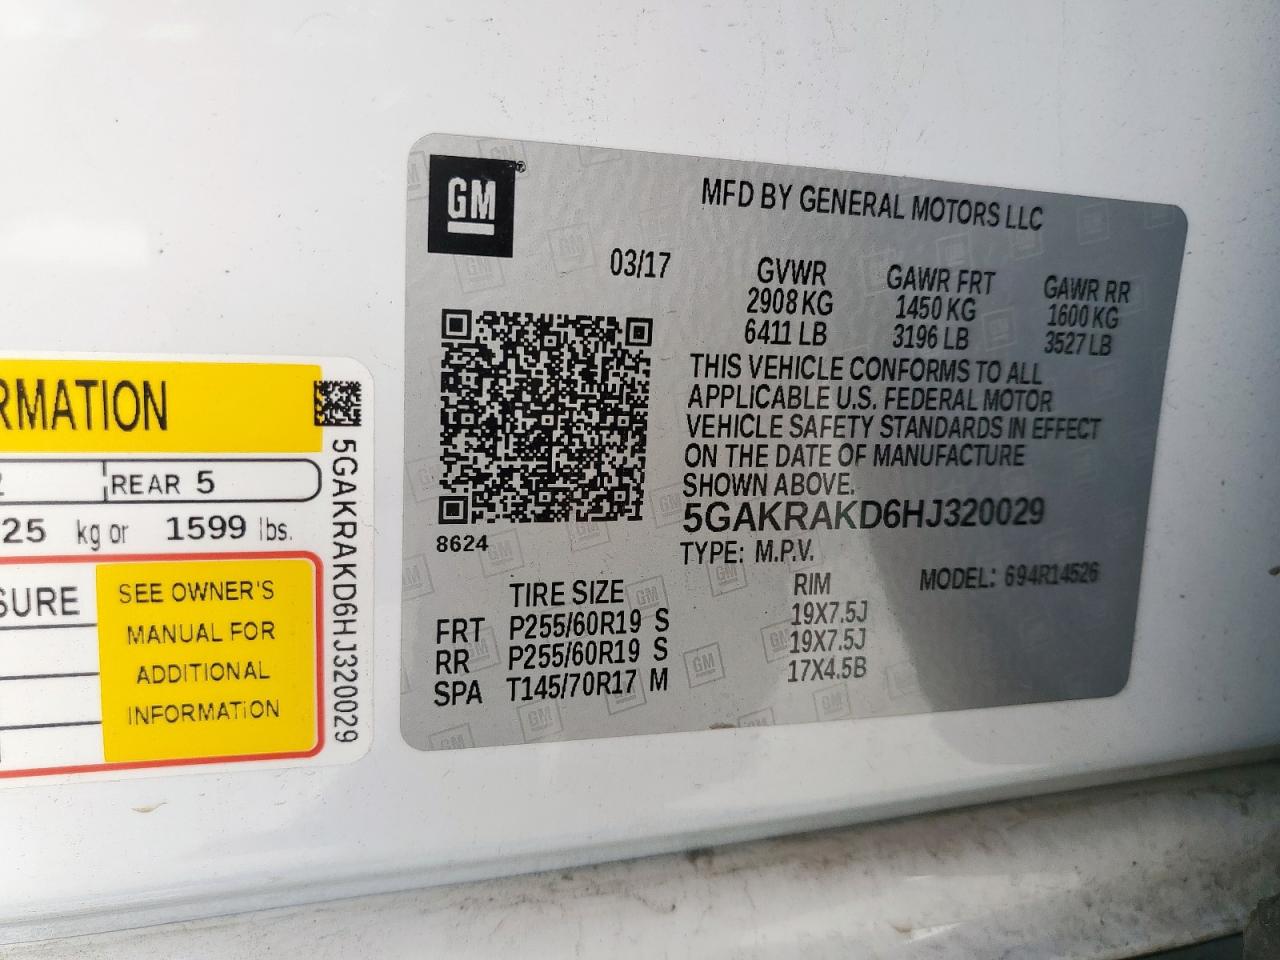 GM
MFD BY GENERAL MOTORS LLC
03/17
GVWR GAWR FRT GAWR RR
2908 KG 1450 KG 1600 KG
6411 LB 3196 LB 3527 LB
THIS VEHICLE CONFORMS TO ALL
APPLICABLE U.S. FEDERAL MOTOR
VEHICLE SAFETY STANDARDS IN EFFECT
ON THE DATE OF MANUFACTURE
SHOWN ABOVE.
5GAKRAKD6HJ320029
8624
TYPE: M.P.V. MODEL: 694R14526
TIRE SIZE RIM
FRT P255/60R19 S 19X7.5J
RR P255/60R19 S 19X7.5J
SPA T145/70R17 M 17X4.5B
RMATION
REAR 5
25 kg or 1599 lbs.
SURE
SEE OWNER'S
MANUAL FOR
ADDITIONAL
INFORMATION
5GAKRAKD6HJ320029